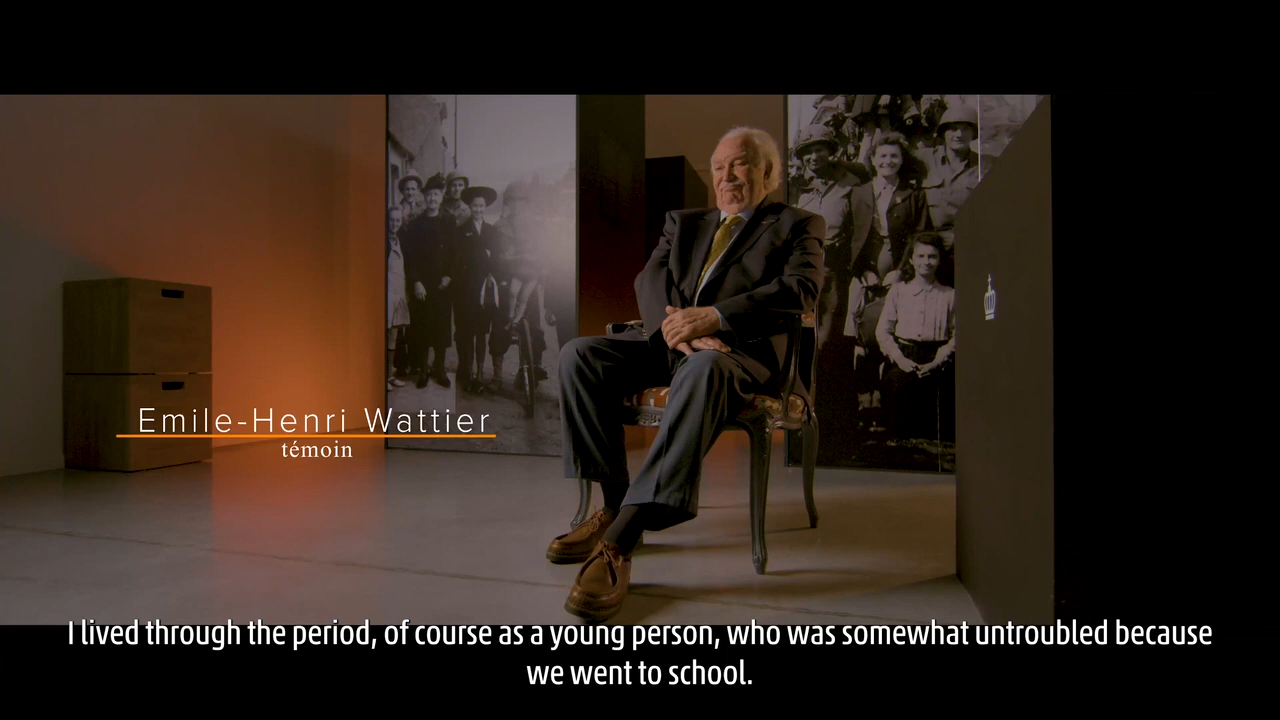 Emile-Henri Wattier
témoin
I lived through the period, of course as a young person, who was somewhat untroubled because
we went to school.